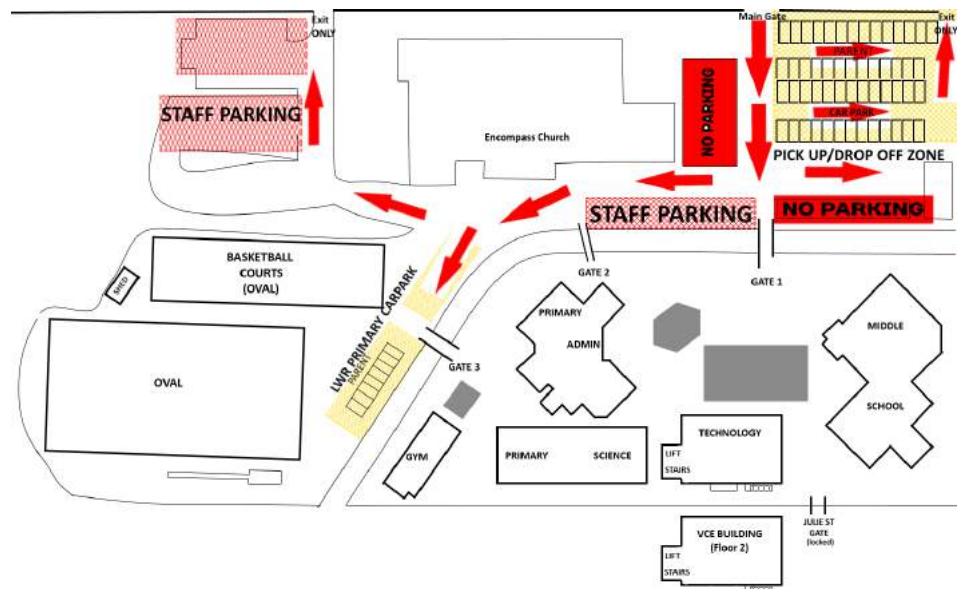 Exit
ONLY
Main Gate
Exit
ONLY
PARENT
STAFF PARKING
NO PARKING
CAR PARK
Encompass Church
PICK UP/DROP OFF ZONE
STAFF PARKING
NO PARKING
BASKETBALL
COURTS
(OVAL)
SHED
GATE 2
GATE 1
LWR PRIMARY CARPARK
PARENT
PRIMARY
ADMIN
MIDDLE
SCHOOL
OVAL
GATE 3
GYM
PRIMARY SCIENCE
TECHNOLOGY
LIFT
STAIRS
JULIE ST
GATE
(locked)
VCE BUILDING
(Floor 2)
LIFT
STAIRS